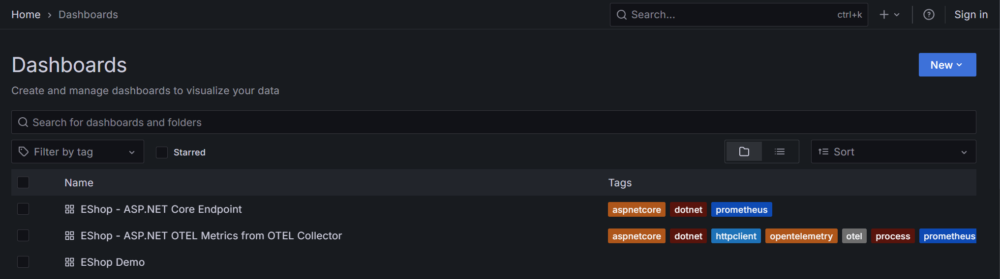 Home > Dashboards
Search... ctrl+k
Sign in
Dashboards
New
Create and manage dashboards to visualize your data
Search for dashboards and folders
Filter by tag
Starred
Sort
Name Tags
EShop - ASP.NET Core Endpoint aspnetcore dotnet prometheus
EShop - ASP.NET OTEL Metrics from OTEL Collector aspnetcore dotnet httpclient opentelemetry otel process prometheus
EShop Demo